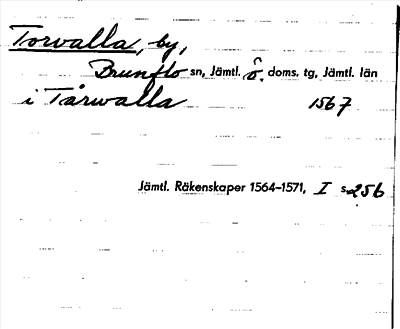 Torvalla, by,
Brunflo sn, Jämtl. ö. doms. tg, Jämtl. län
i Tårwalla 1567
Jämtl. Räkenskaper 1564-1571, I s. 256